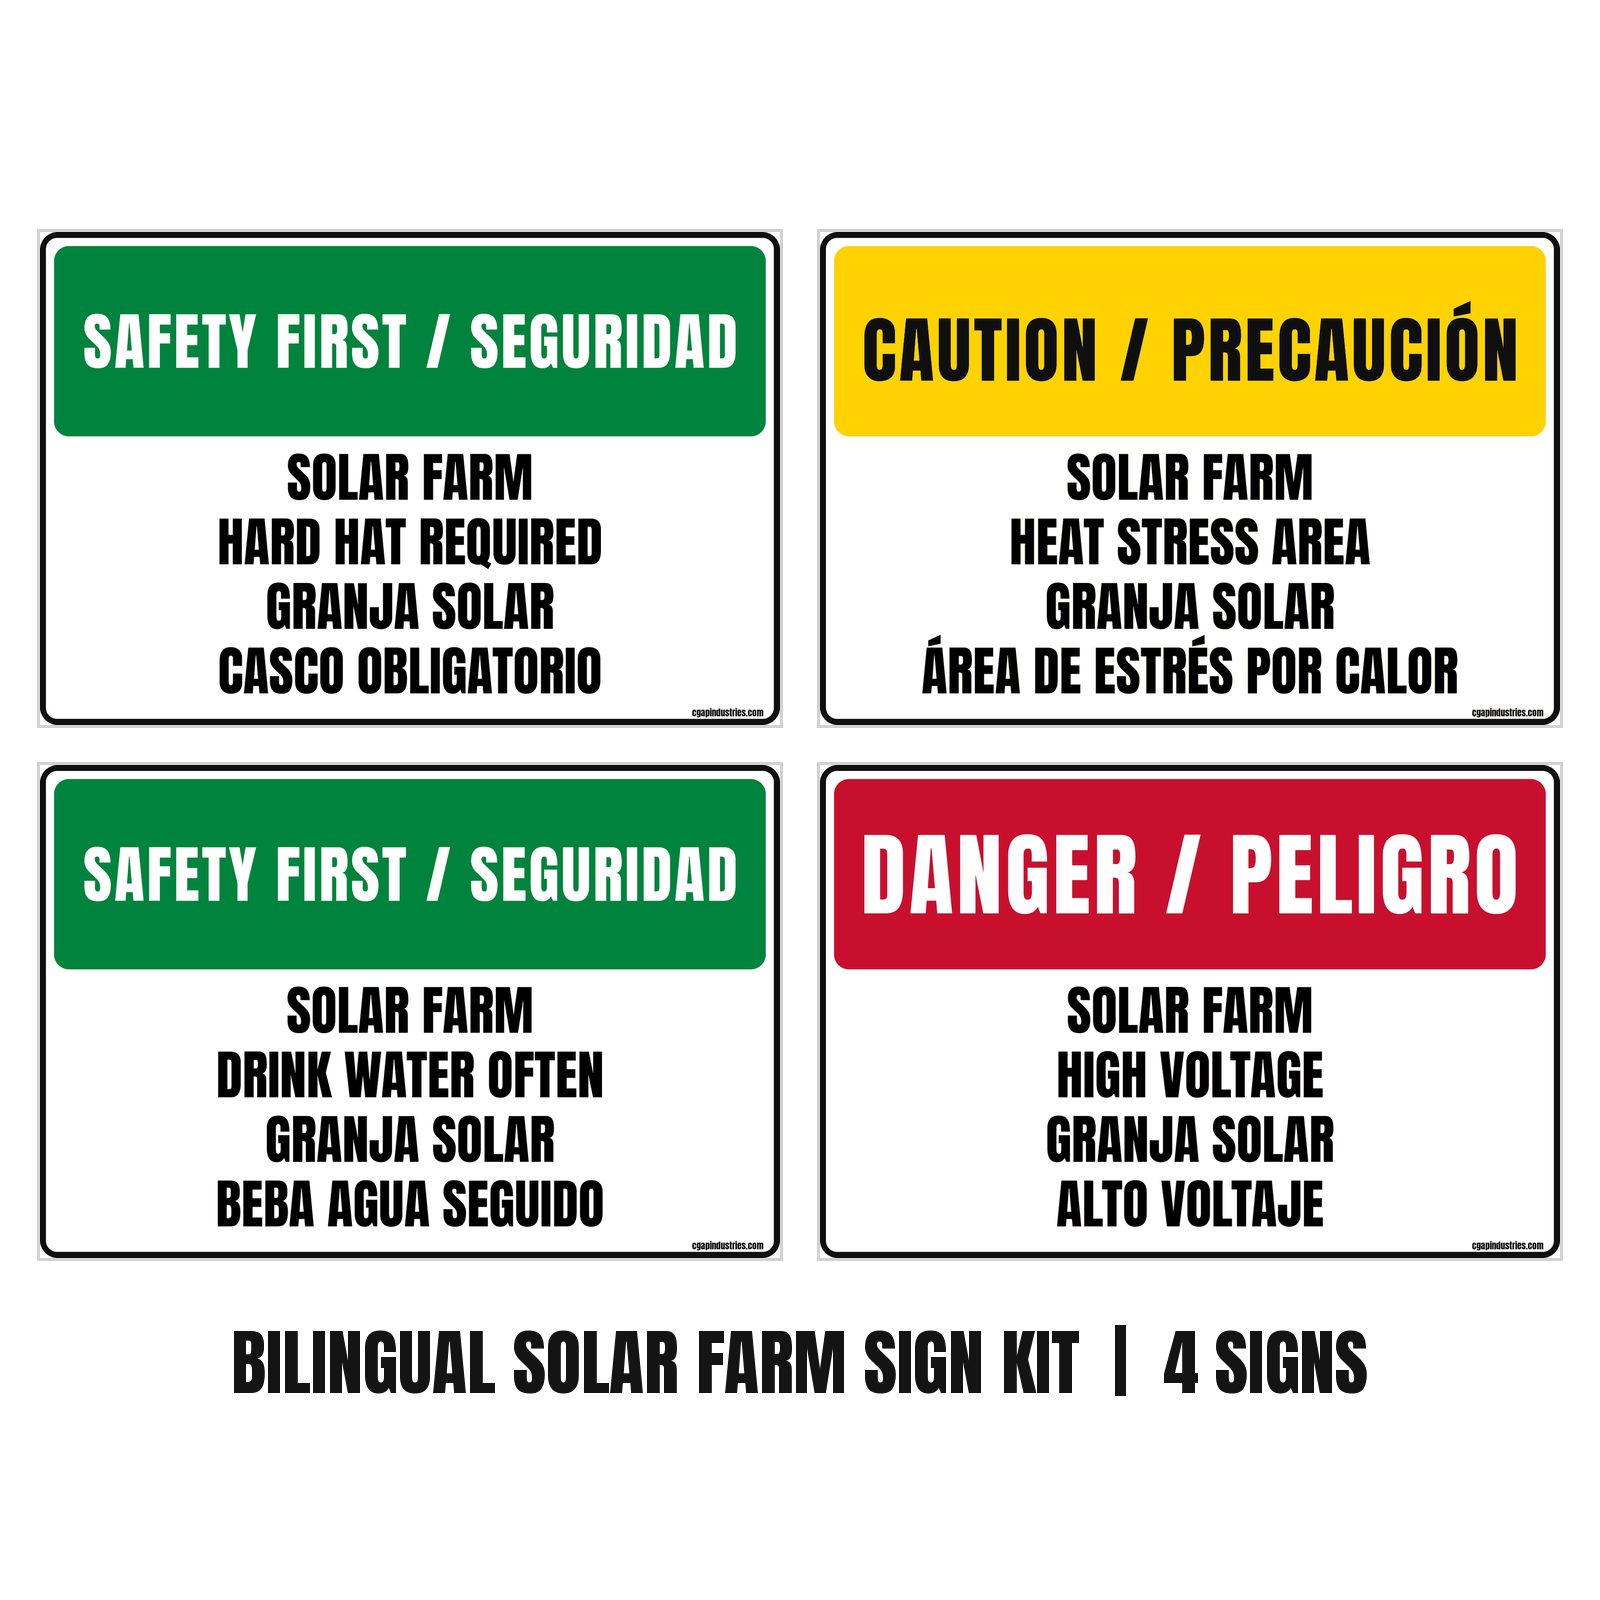 SAFETY FIRST / SEGURIDAD
SOLAR FARM
HARD HAT REQUIRED
GRANJA SOLAR
CASCO OBLIGATORIO
cgapindustries.com
CAUTION / PRECAUCIÓN
SOLAR FARM
HEAT STRESS AREA
GRANJA SOLAR
ÁREA DE ESTRÉS POR CALOR
cgapindustries.com
SAFETY FIRST / SEGURIDAD
SOLAR FARM
DRINK WATER OFTEN
GRANJA SOLAR
BEBA AGUA SEGUIDO
cgapindustries.com
DANGER / PELIGRO
SOLAR FARM
HIGH VOLTAGE
GRANJA SOLAR
ALTO VOLTAJE
cgapindustries.com
BILINGUAL SOLAR FARM SIGN KIT | 4 SIGNS